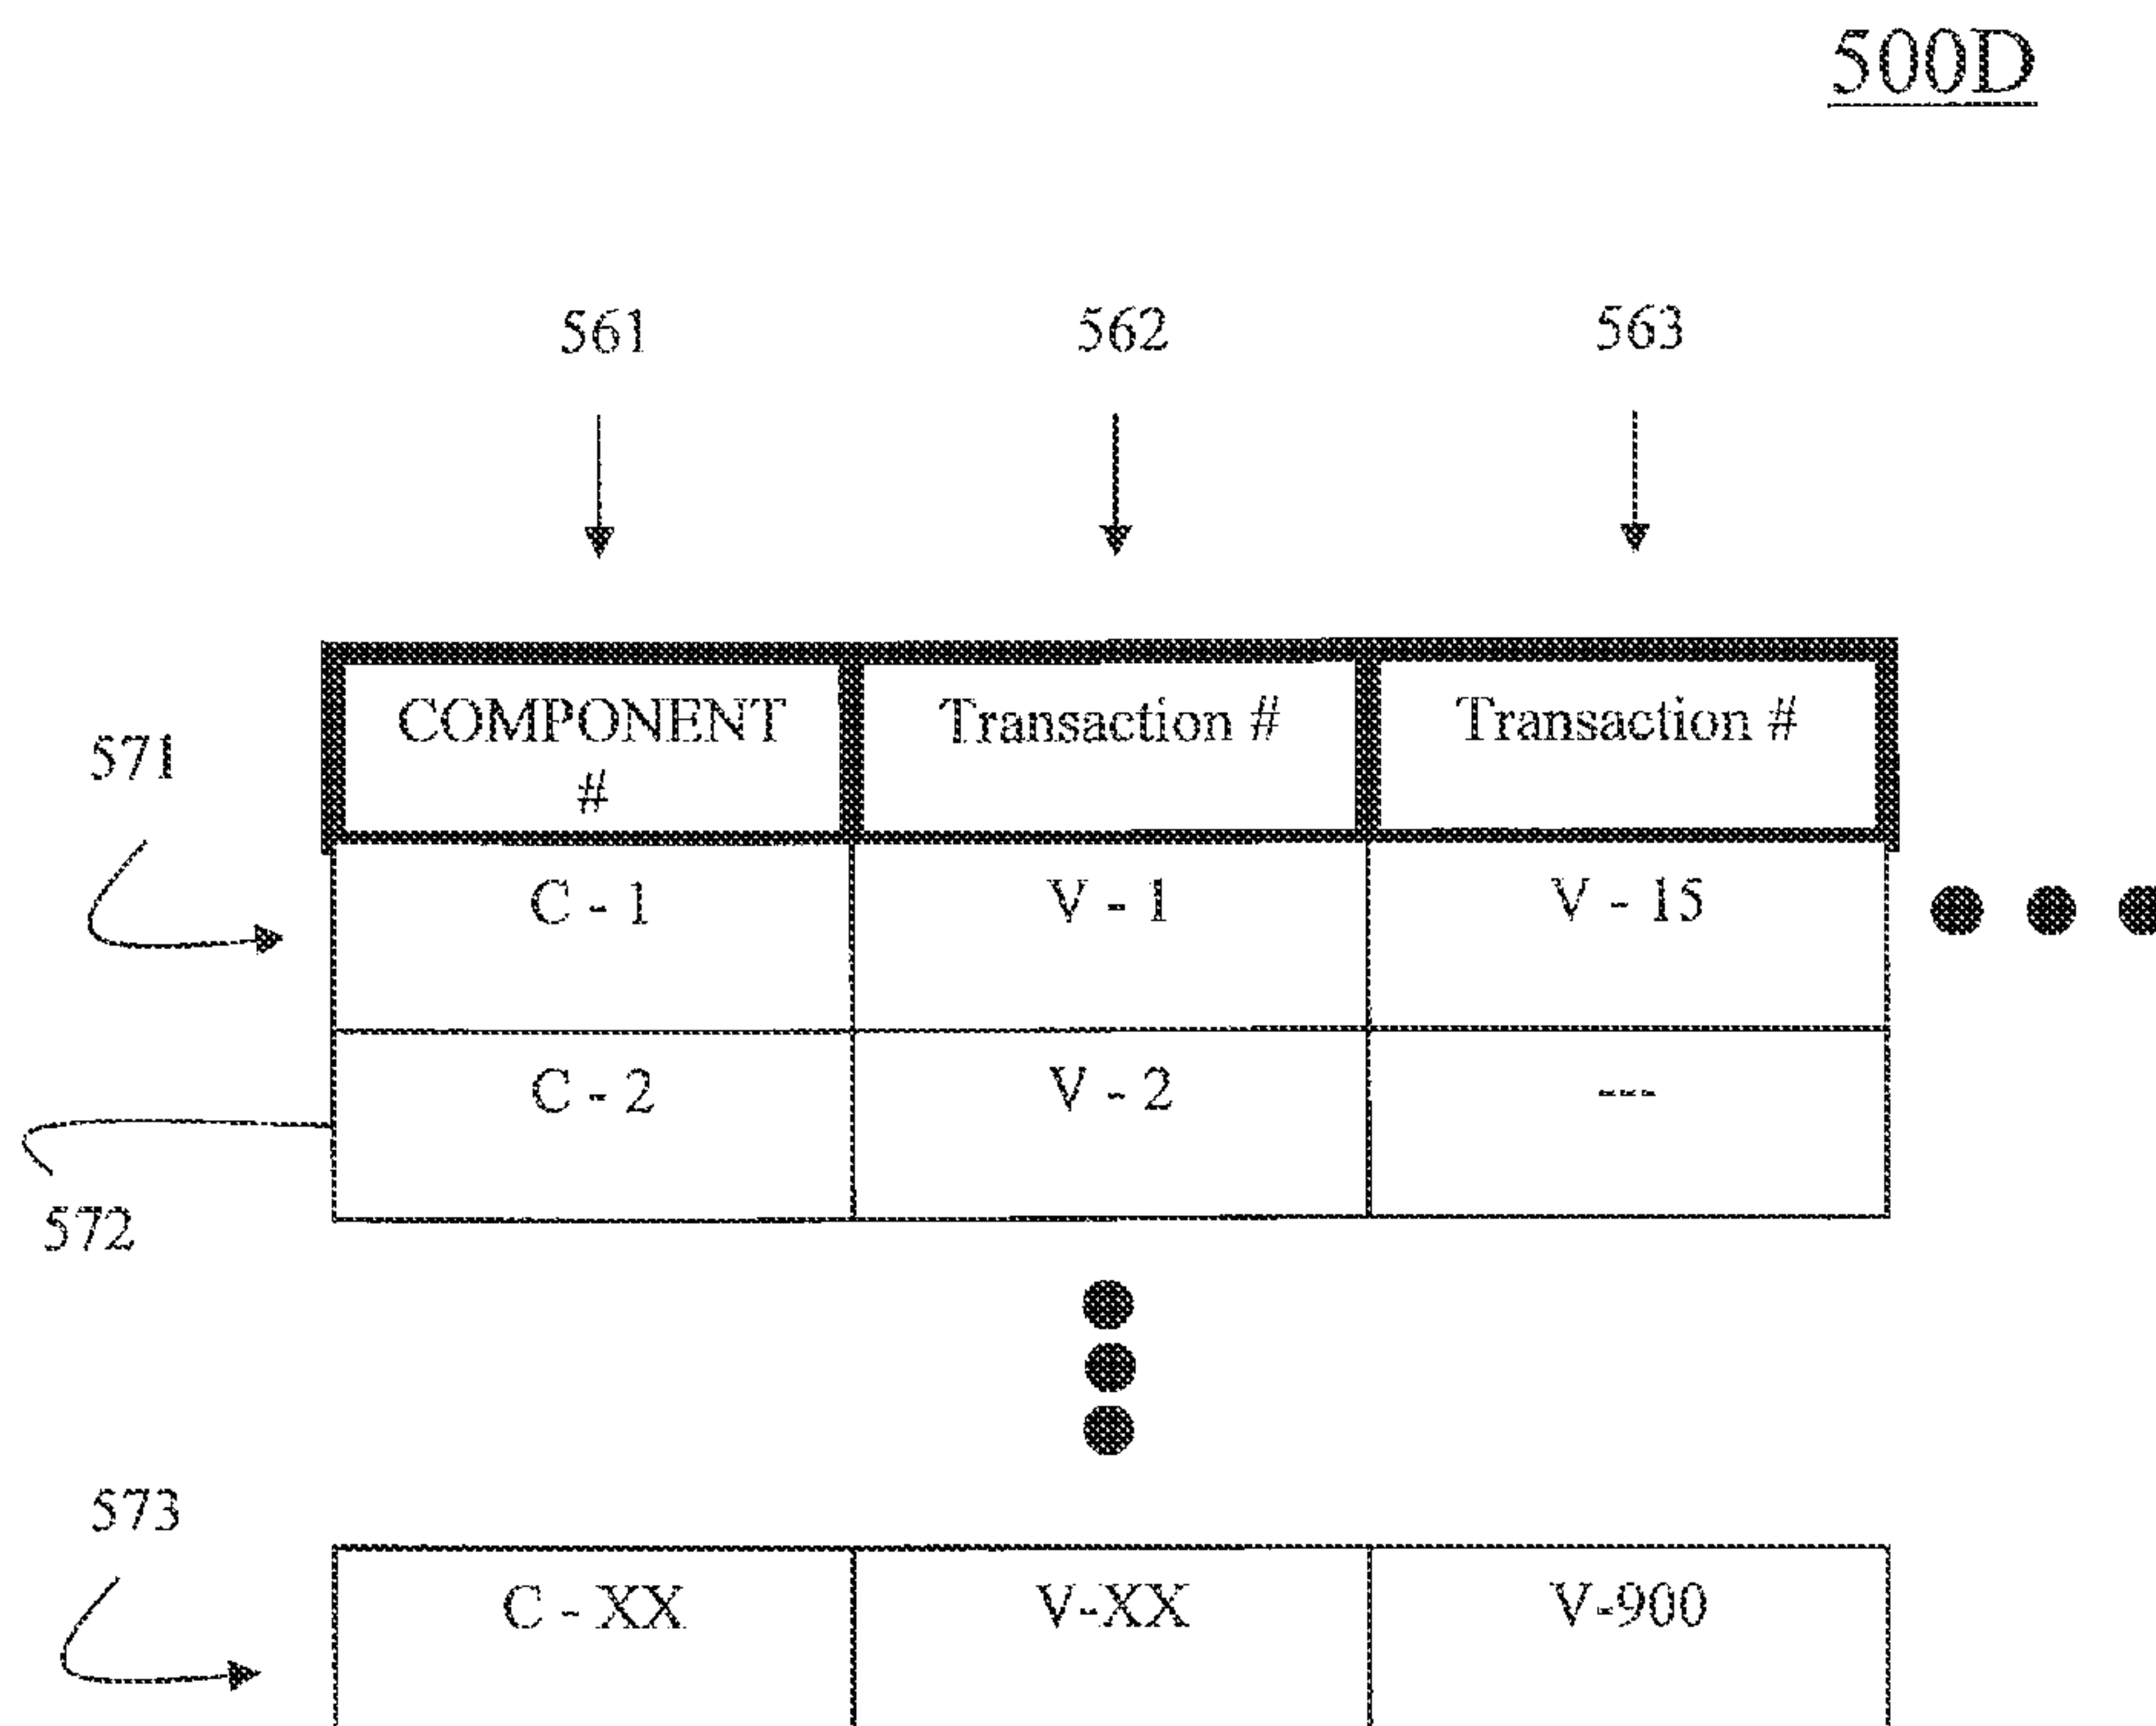 500D
561 562 563
COMPONENT # Transaction # Transaction #
571
C - 1 V - 1 V - 15
C - 2 V - 2 ---
572
573
C - XX V-XX V-900